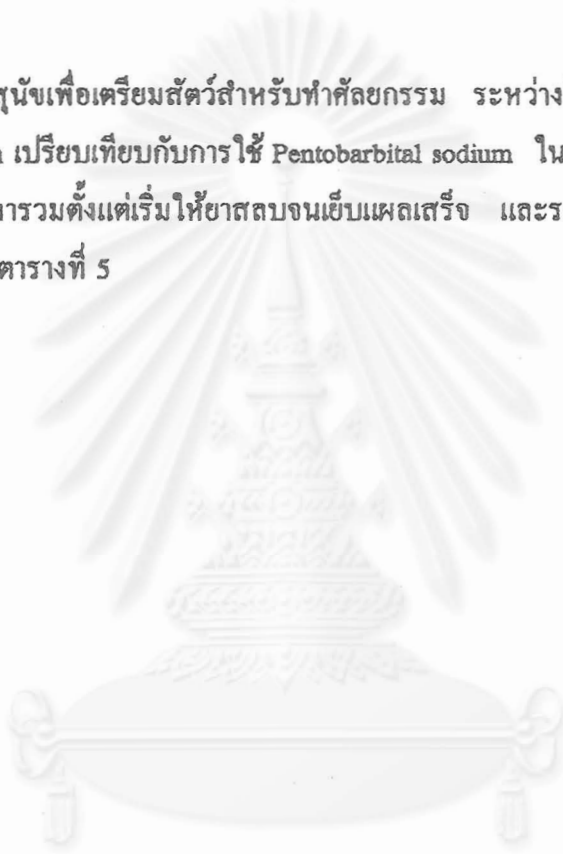 สุนัขเพื่อเตรียมสัตว์สำหรับทำศัลยกรรม ระหว่าง
เปรียบเทียบกับการใช้ Pentobarbital sodium ใน
ารวมตั้งแต่เริ่มให้ยาสลบจนเย็บแผลเสร็จ และร
ตารางที่ 5